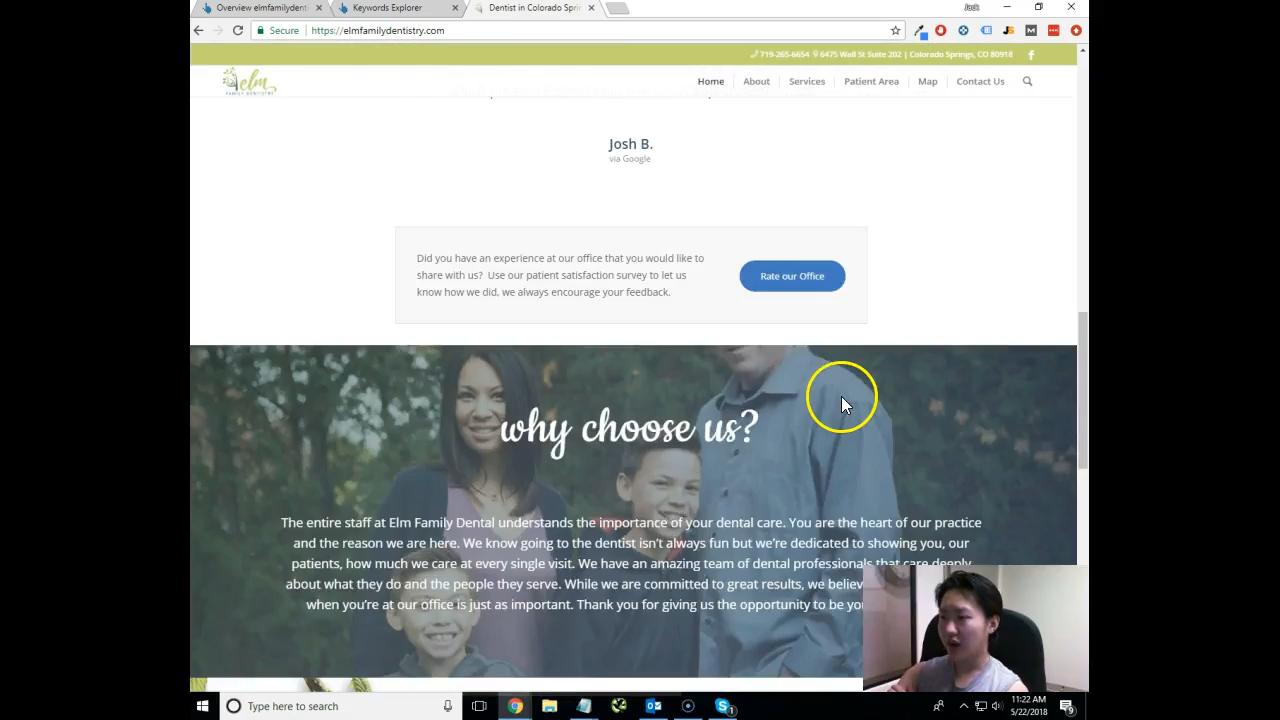 Overview elmfamilydenti
Keywords Explorer
Dentist in Colorado Sprin
Josh
Secure
https://elmfamilydentistry.com
719-265-6654 6475 Wall St Suite 202 | Colorado Springs, CO 80918
elm
FAMILY DENTISTRY
Home
About
Services
Patient Area
Map
Contact Us
Josh B.
via Google
Did you have an experience at our office that you would like to
share with us? Use our patient satisfaction survey to let us
know how we did, we always encourage your feedback.
Rate our Office
why choose us?
The entire staff at Elm Family Dental understands the importance of your dental care. You are the heart of our practice
and the reason we are here. We know going to the dentist isn't always fun but we're dedicated to showing you, our
patients, how much we care at every single visit. We have an amazing team of dental professionals that care deeply
about what they do and the people they serve. While we are committed to great results, we believ
when you're at our office is just as important. Thank you for giving us the opportunity to be you
Type here to search
11:22 AM
5/22/2018